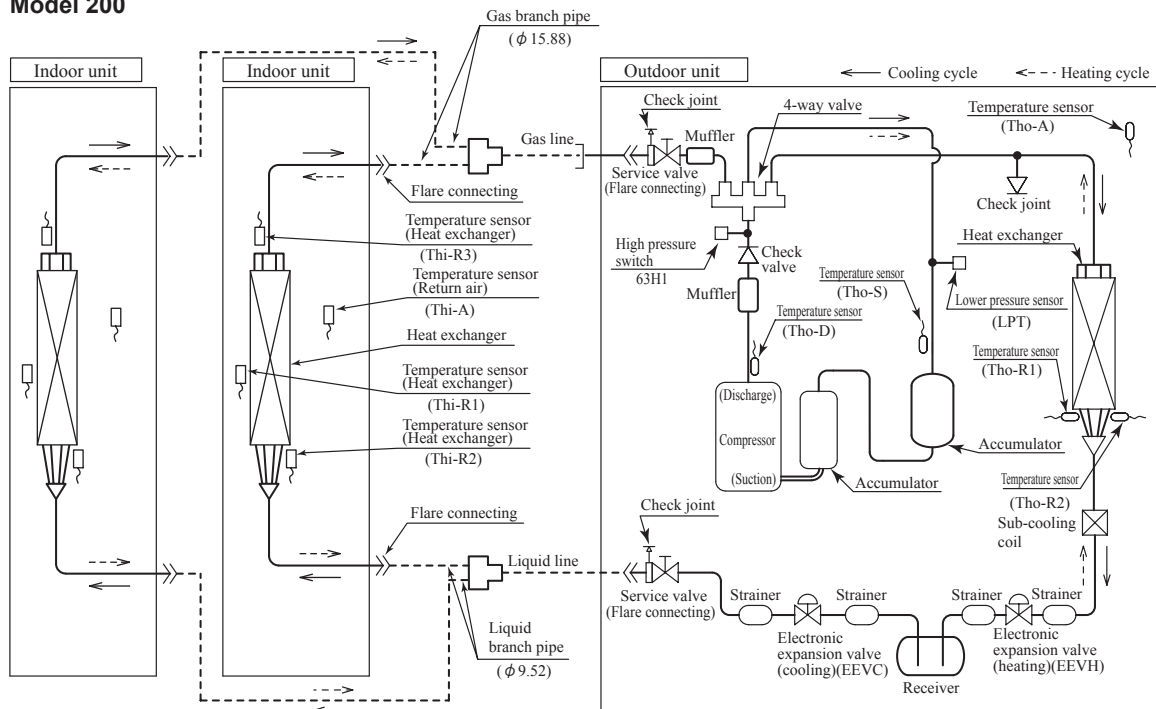 Model 200
Gas branch pipe
(ϕ 15.88)
Indoor unit
Indoor unit
Outdoor unit
Cooling cycle
Heating cycle
Check joint
4-way valve
Temperature sensor
(Tho-A)
Muffler
Gas line
Service valve
(Flare connecting)
Flare connecting
Check joint
Temperature sensor
(Heat exchanger)
(Thi-R3)
High pressure
switch
63H1
Check
valve
Heat exchanger
Temperature sensor
(Return air)
(Thi-A)
Muffler
Temperature sensor
(Tho-S)
Lower pressure sensor
(LPT)
Temperature sensor
(Tho-D)
Heat exchanger
Temperature sensor
(Tho-R1)
Temperature sensor
(Heat exchanger)
(Thi-R1)
(Discharge)
Compressor
(Suction)
Temperature sensor
(Heat exchanger)
(Thi-R2)
Accumulator
Accumulator
Temperature sensor
(Tho-R2)
Sub-cooling
coil
Flare connecting
Check joint
Liquid line
Service valve
(Flare connecting)
Strainer
Strainer
Strainer
Strainer
Liquid
branch pipe
(ϕ 9.52)
Electronic
expansion valve
(cooling)(EEVC)
Electronic
expansion valve
(heating)(EEVH)
Receiver